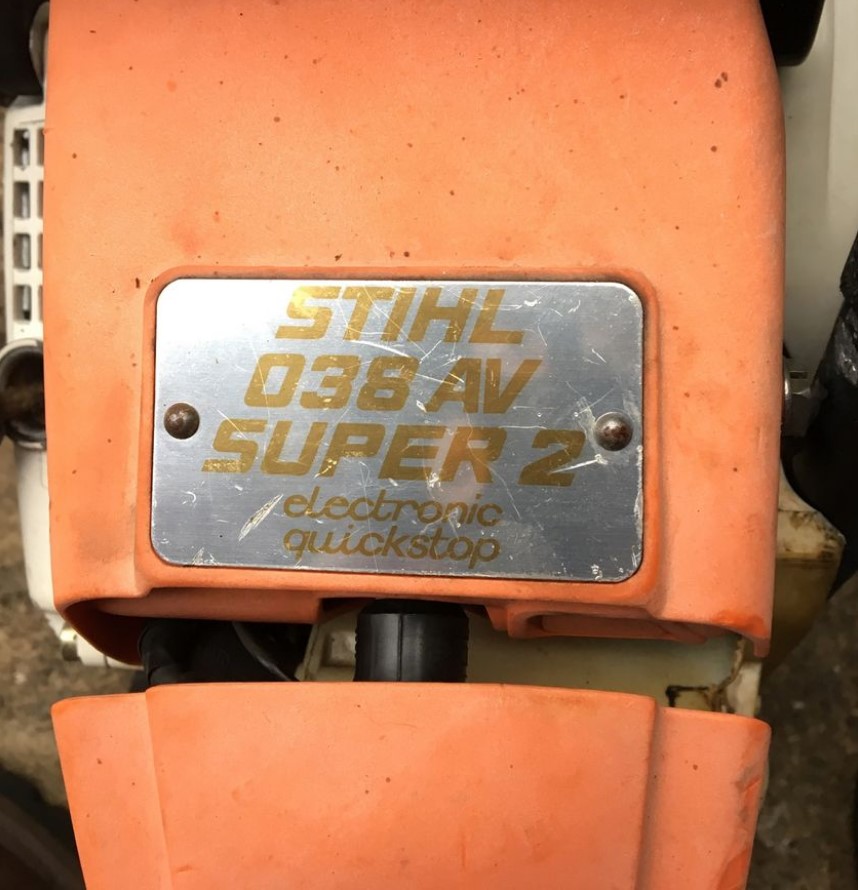 STIHL
038 AV
SUPER 2
electronic
quickstop